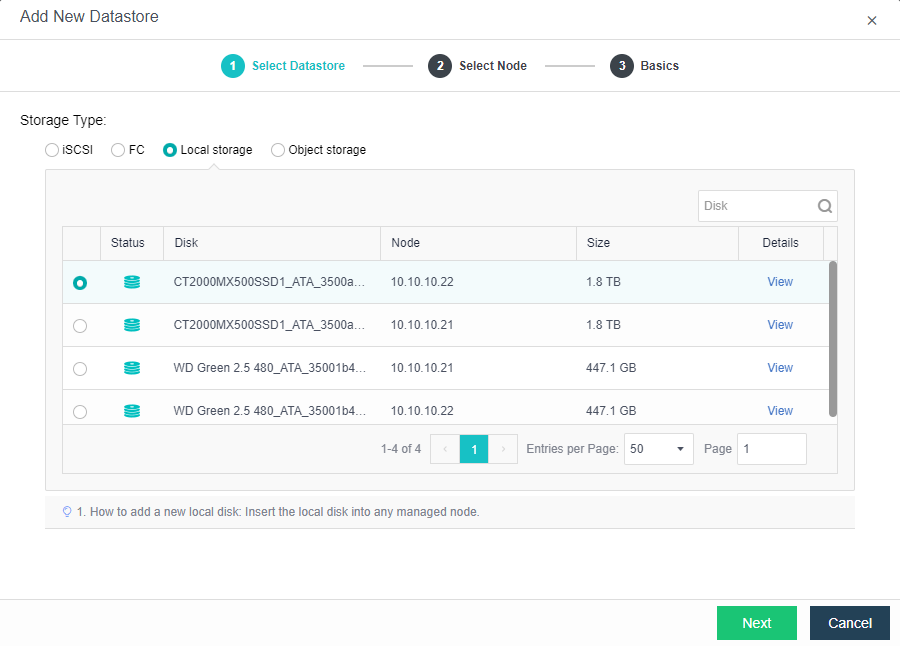 Add New Datastore ×
1 Select Datastore 2 Select Node 3 Basics
Storage Type:
iSCSI FC Local storage Object storage
Disk
Status Disk Node Size Details
CT2000MX500SSD1_ATA_3500a... 10.10.10.22 1.8 TB View
CT2000MX500SSD1_ATA_3500a... 10.10.10.21 1.8 TB View
WD Green 2.5 480_ATA_35001b4... 10.10.10.21 447.1 GB View
WD Green 2.5 480_ATA_35001b4... 10.10.10.22 447.1 GB View
1-4 of 4 ‹ 1 › Entries per Page: 50 Page 1
1. How to add a new local disk: Insert the local disk into any managed node.
Next Cancel